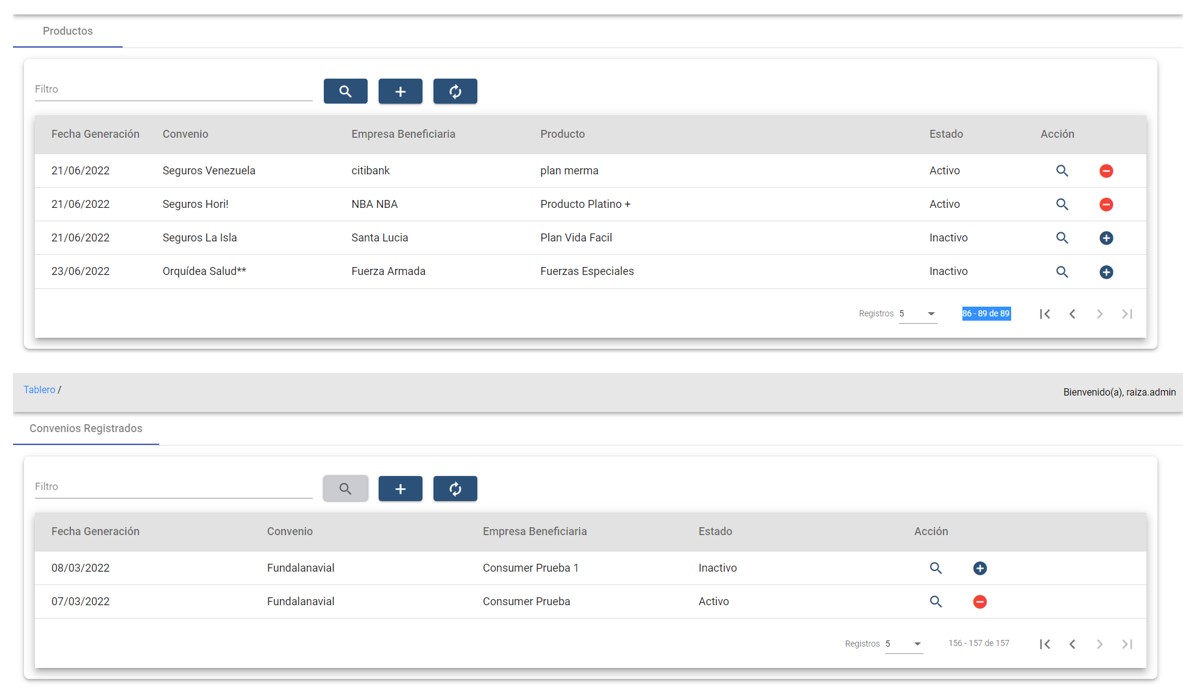 Productos
Filtro
Fecha Generación Convenio Empresa Beneficiaria Producto Estado Acción
21/06/2022 Seguros Venezuela citibank plan merma Activo
21/06/2022 Seguros Hori! NBA NBA Producto Platino + Activo
21/06/2022 Seguros La Isla Santa Lucia Plan Vida Facil Inactivo
23/06/2022 Orquídea Salud** Fuerza Armada Fuerzas Especiales Inactivo
Registros 5 86 - 89 de 89
Tablero / Bienvenido(a), raiza.admin
Convenios Registrados
Filtro
Fecha Generación Convenio Empresa Beneficiaria Estado Acción
08/03/2022 Fundalanavial Consumer Prueba 1 Inactivo
07/03/2022 Fundalanavial Consumer Prueba Activo
Registros 5 156 - 157 de 157